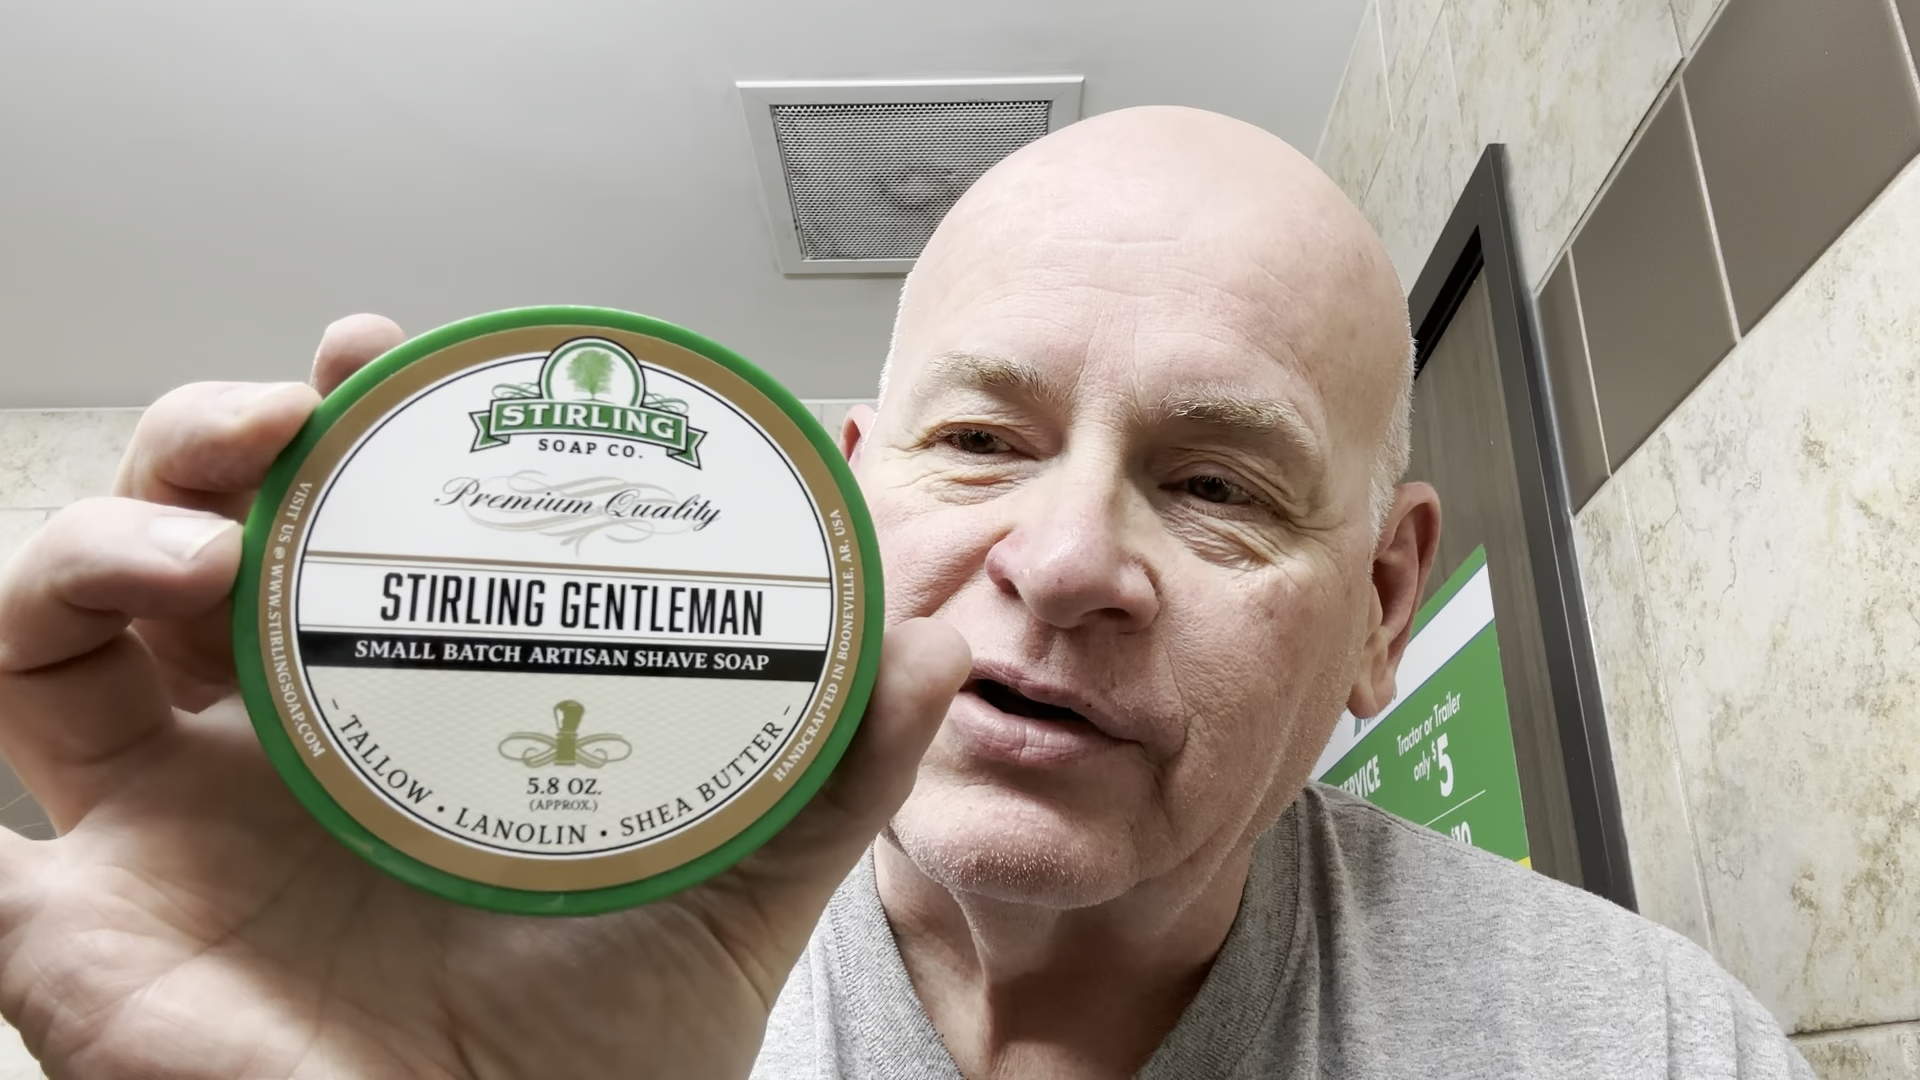 STIRLING
SOAP CO.
Premium Quality
STIRLING GENTLEMAN
SMALL BATCH ARTISAN SHAVE SOAP
5.8 OZ.
(APPROX.)
- TALLOW • LANOLIN • SHEA BUTTER -
VISIT US @ WWW.STIRLINGSOAP.COM
HANDCRAFTED IN BOONEVILLE, AR, USA
Tractor or Trailer
only $5